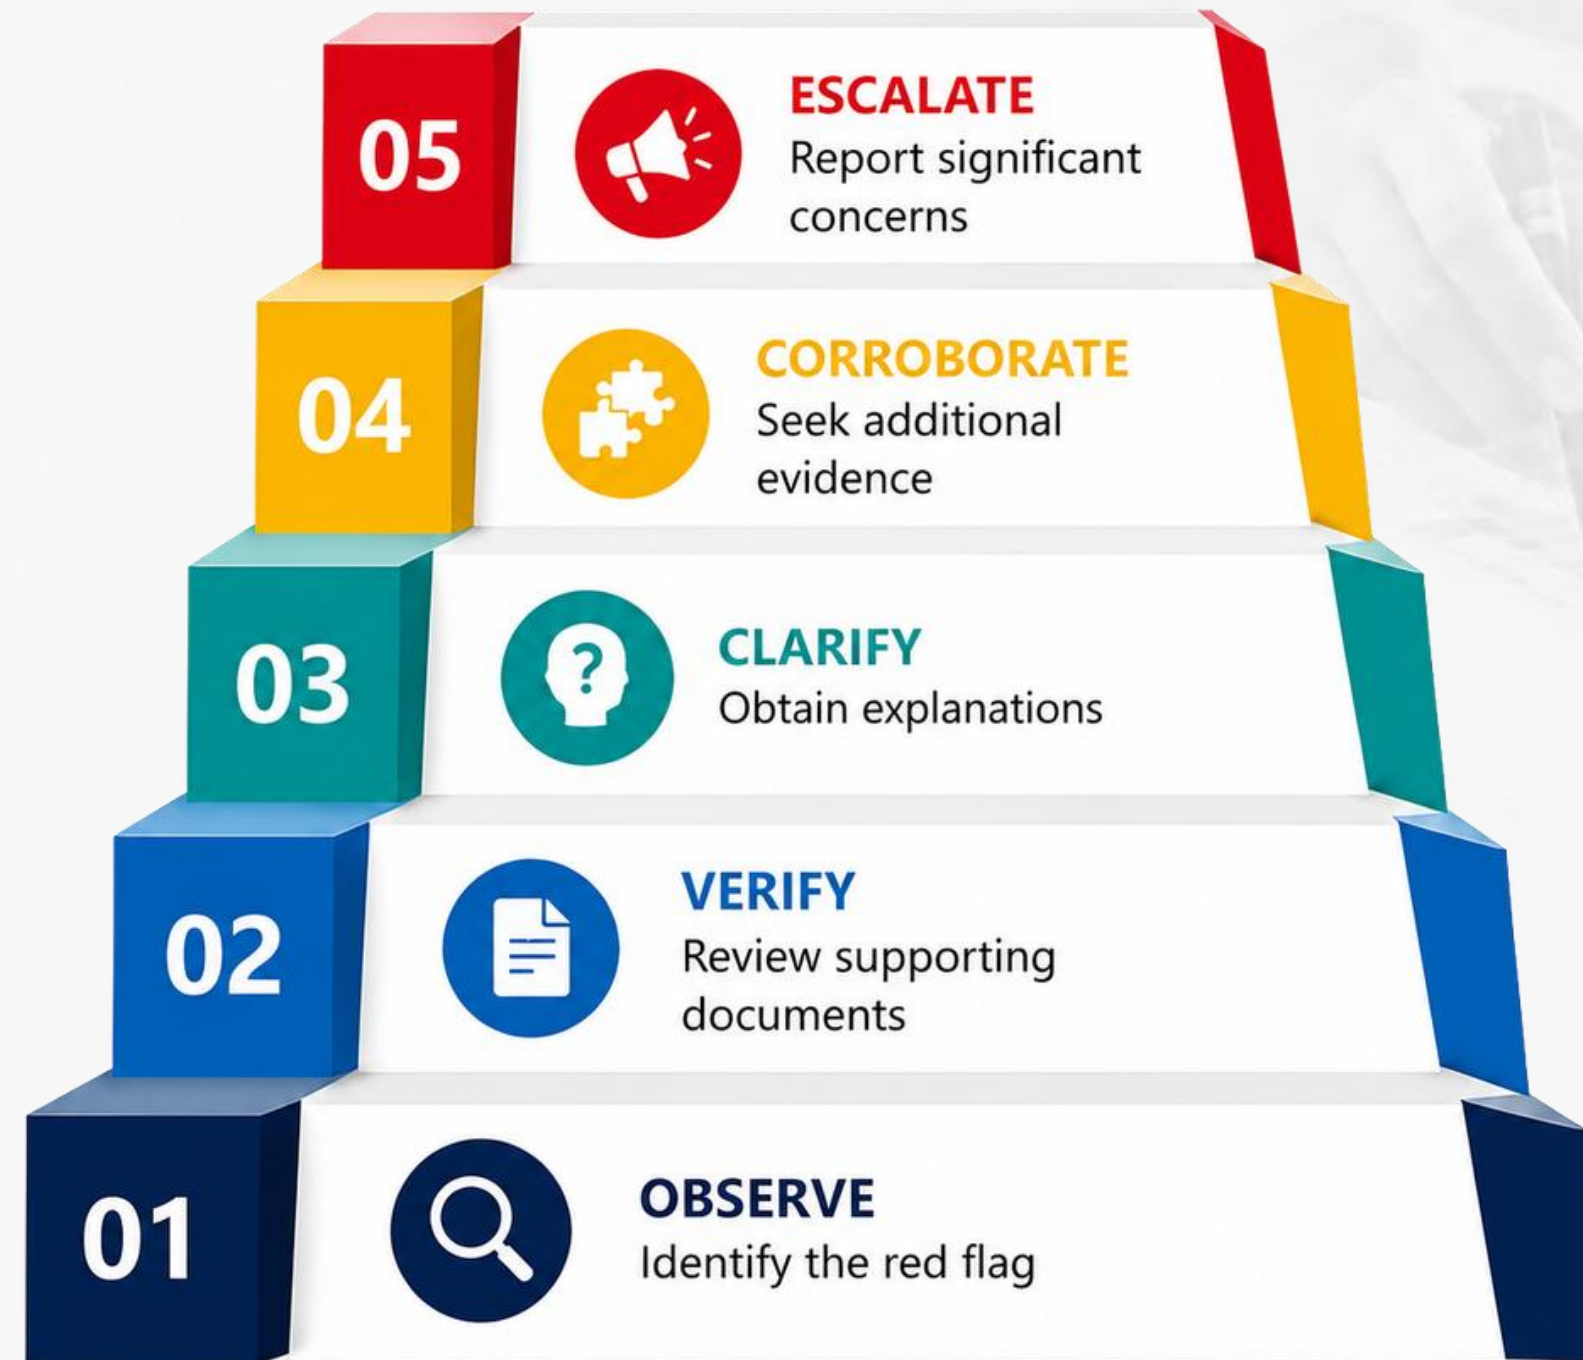 05
ESCALATE
Report significant
concerns
04
CORROBORATE
Seek additional
evidence
03
?
CLARIFY
Obtain explanations
02
VERIFY
Review supporting
documents
01
OBSERVE
Identify the red flag